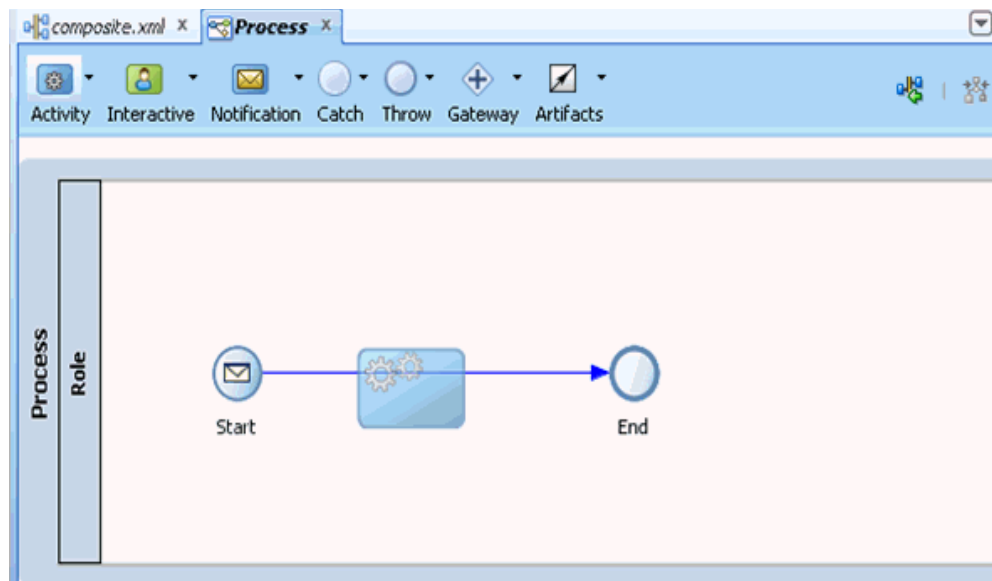 composite.xml
Process
Activity
Interactive
Notification
Catch
Throw
Gateway
Artifacts
Process
Role
Start
End